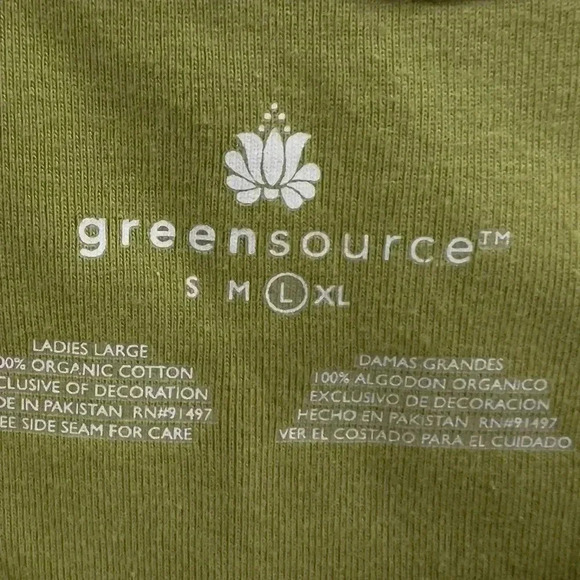 greensource™
S M L XL
LADIES LARGE
00% ORGANIC COTTON
CLUSIVE OF DECORATION
DE IN PAKISTAN RN#91497
EE SIDE SEAM FOR CARE
DAMAS GRANDES
100% ALGODON ORGANICO
EXCLUSIVO DE DECORACION
HECHO EN PAKISTAN RN#91497
VER EL COSTADO PARA EL CUIDADO